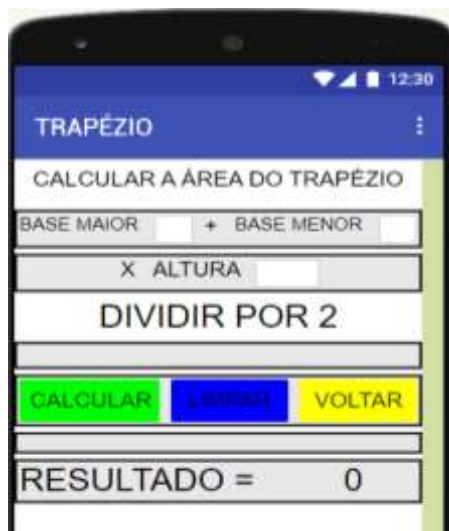 12:30
TRAPÉZIO
CALCULAR A ÁREA DO TRAPÉZIO
BASE MAIOR + BASE MENOR
X ALTURA
DIVIDIR POR 2
CALCULAR LIMPAR VOLTAR
RESULTADO = 0